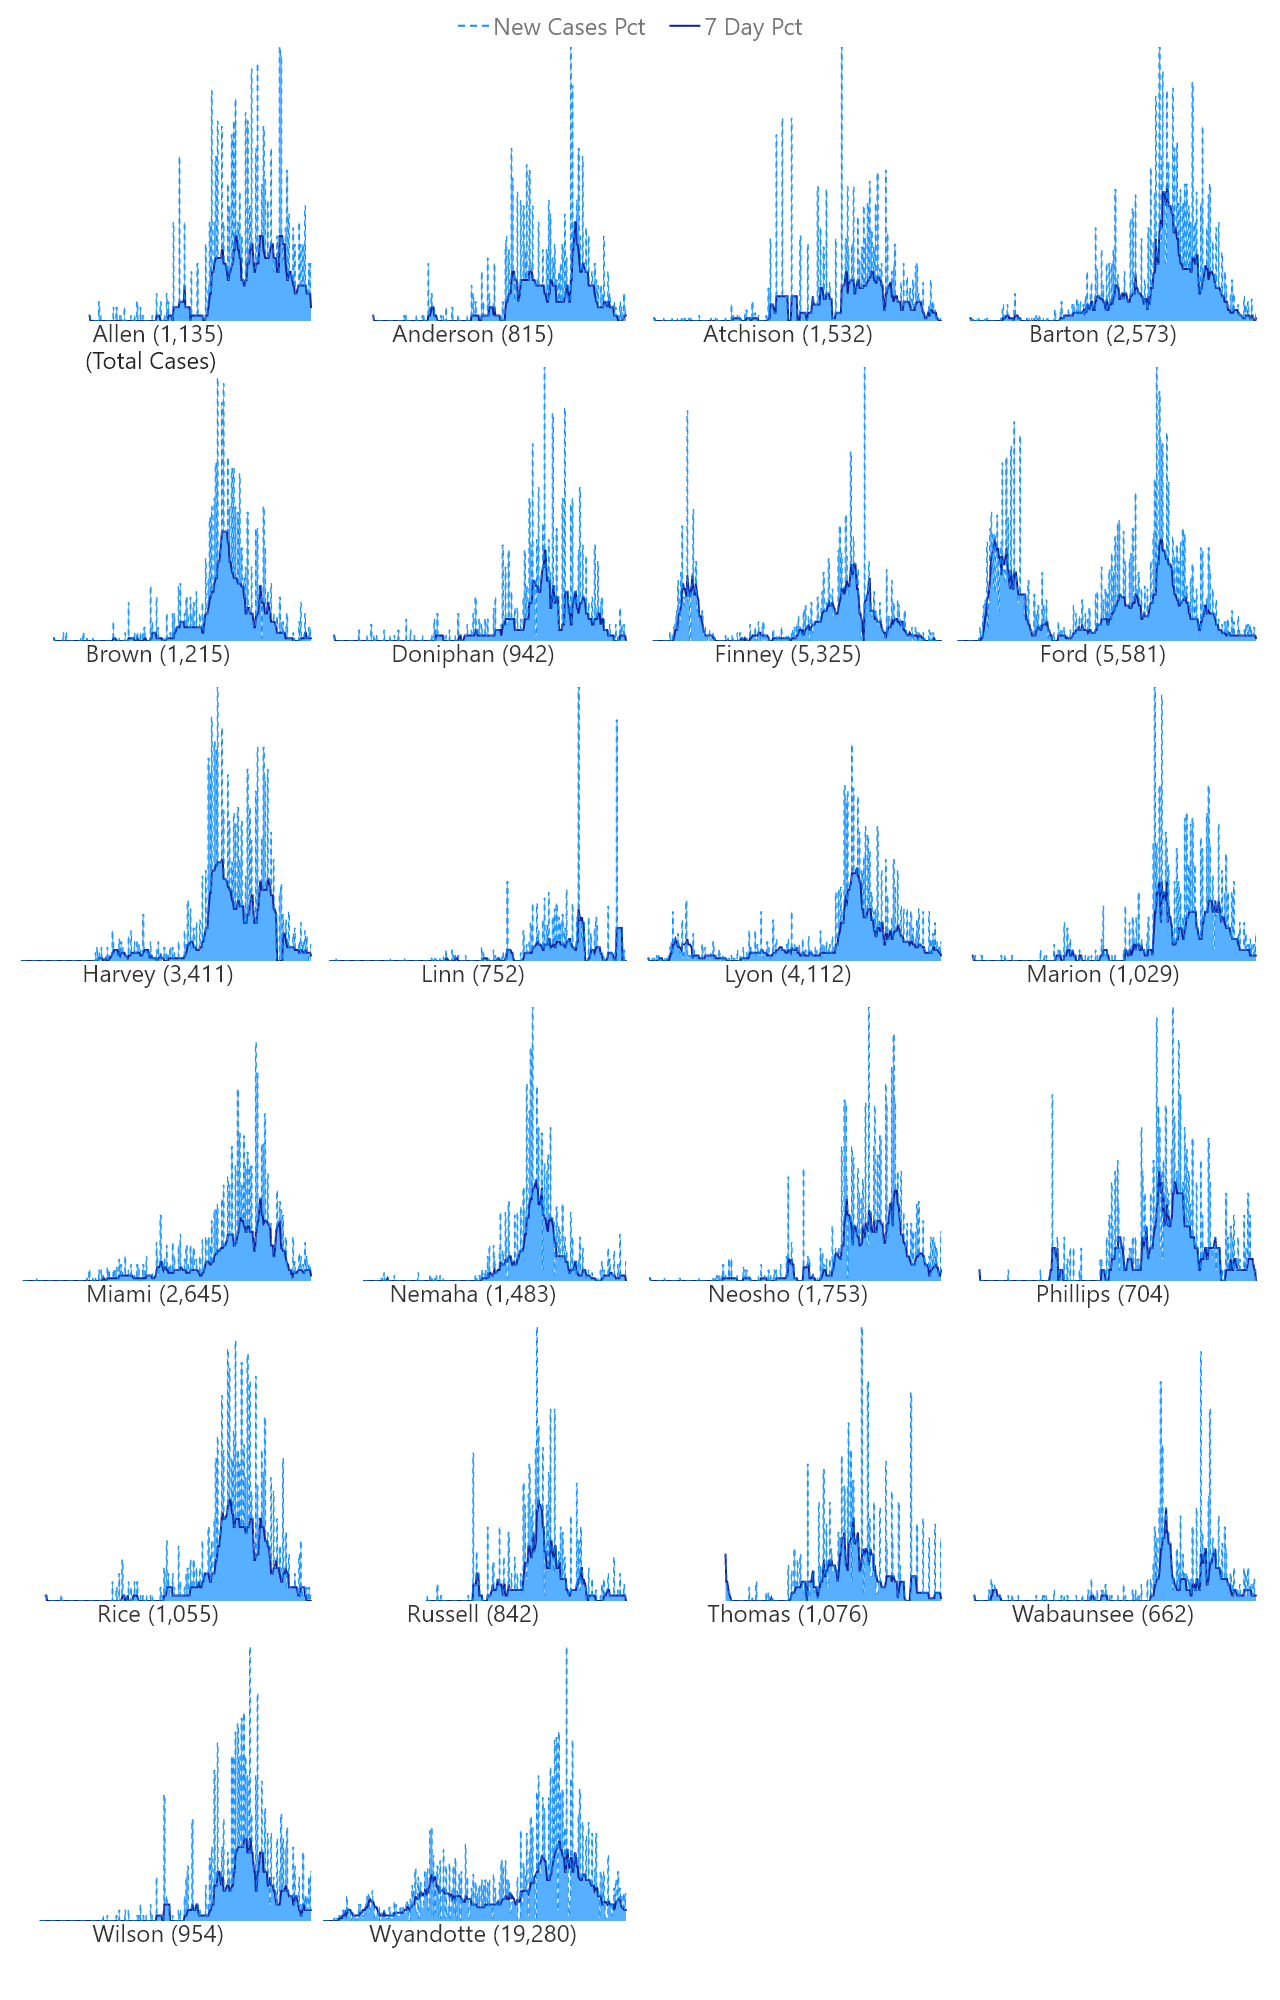 New Cases Pct 7 Day Pct
Allen (1,135) Anderson (815) Atchison (1,532) Barton (2,573)
(Total Cases)
Brown (1,215) Doniphan (942) Finney (5,325) Ford (5,581)
Harvey (3,411) Linn (752) Lyon (4,112) Marion (1,029)
Miami (2,645) Nemaha (1,483) Neosho (1,753) Phillips (704)
Rice (1,055) Russell (842) Thomas (1,076) Wabaunsee (662)
Wilson (954) Wyandotte (19,280)